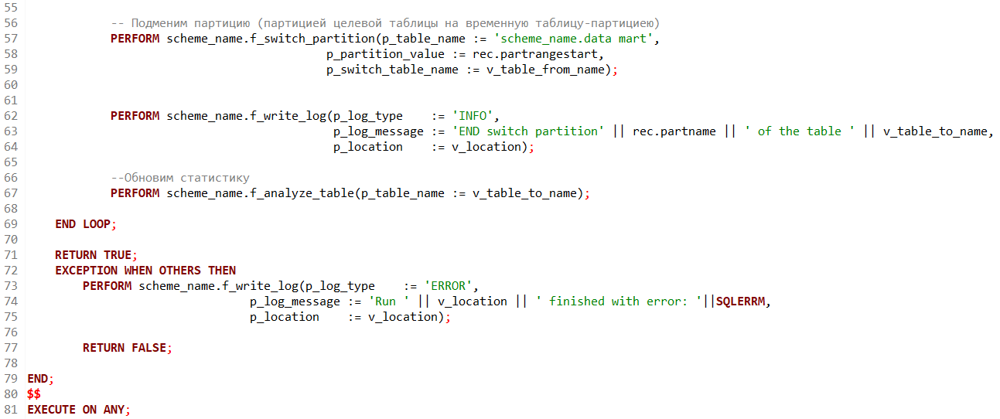 55
56 -- Подменим партицию (партицией целевой таблицы на временную таблицу-партициею)
57 PERFORM scheme_name.f_switch_partition(p_table_name := 'scheme_name.data mart',
58 p_partition_value := rec.partrangestart,
59 p_switch_table_name := v_table_from_name);
60
61
62 PERFORM scheme_name.f_write_log(p_log_type := 'INFO',
63 p_log_message := 'END switch partition' || rec.partname || ' of the table ' || v_table_to_name,
64 p_location := v_location);
65
66 --Обновим статистику
67 PERFORM scheme_name.f_analyze_table(p_table_name := v_table_to_name);
68
69 END LOOP;
70
71 RETURN TRUE;
72 EXCEPTION WHEN OTHERS THEN
73 PERFORM scheme_name.f_write_log(p_log_type := 'ERROR',
74 p_log_message := 'Run ' || v_location || ' finished with error: '||SQLERRM,
75 p_location := v_location);
76
77 RETURN FALSE;
78
79 END;
80 $$
81 EXECUTE ON ANY;